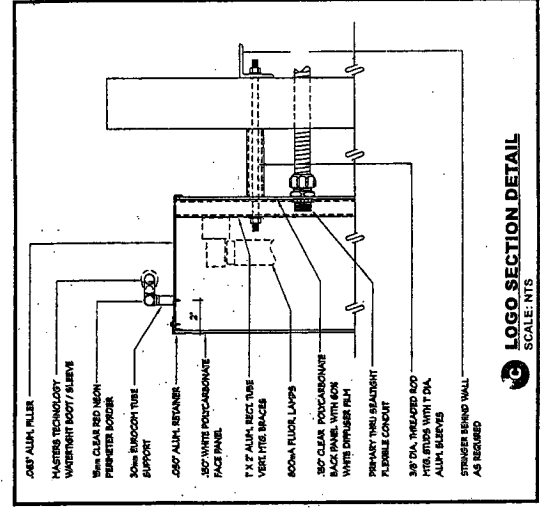 .063" ALUM. FILLER
MASTERS TECHNOLOGY
WATERTIGHT BOOT / SLEEVE
15mm CLEAR RED NEON
PERIMETER BORDER
30mm EUROCOM TUBE
SUPPORT
.050" ALUM. RETAINER
.150" WHITE POLYCARBONATE
FACE PANEL
1" X 2" ALUM. RECT. TUBE
VERT. MTG. BRACES
800mA FLUOR. LAMPS
.150" CLEAR POLYCARBONATE
BACK PANEL WITH 60%
WHITE DIFFUSER FILM
PRIMARY THRU SEALTIGHT
FLEXIBLE CONDUIT
3/8" DIA. THREADED ROD
MTG. STUDS WITH 1" DIA.
ALUM. SLEEVES
STRINGER BEHIND WALL
AS REQUIRED
2"
C LOGO SECTION DETAIL
SCALE: NTS